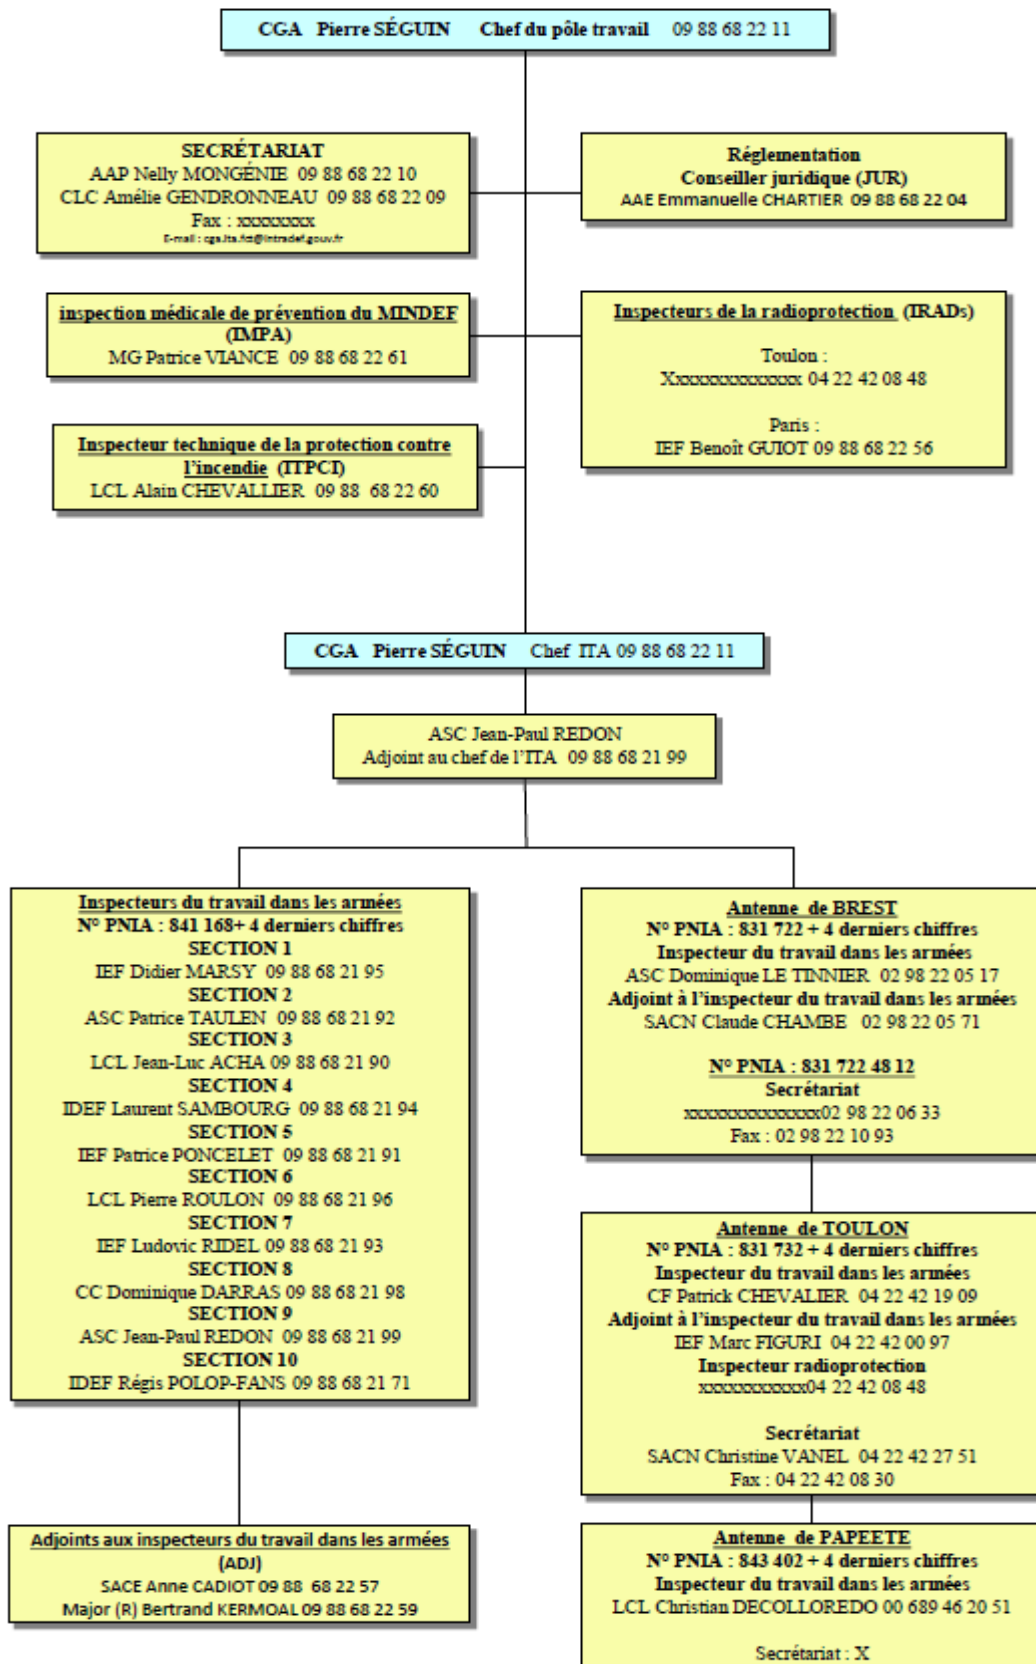 CGA Pierre SÉGUIN Chef du pôle travail 09 88 68 22 11
SECRÉTARIAT
AAP Nelly MONGÉNIE 09 88 68 22 10
CLC Amélie GENDRONNEAU 09 88 68 22 09
Fax : xxxxxxxx
E-mail : cga.ita.fct@intradef.gouv.fr
Réglementation
Conseiller juridique (JUR)
AAE Emmanuelle CHARTIER 09 88 68 22 04
inspection médicale de prévention du MINDEF
(IMPA)
MG Patrice VIANCE 09 88 68 22 61
Inspecteurs de la radioprotection (IRADs)
Toulon :
Xxxxxxxxxxxxxx 04 22 42 08 48
Paris :
IEF Benoît GUIOT 09 88 68 22 56
Inspecteur technique de la protection contre
l'incendie (ITPCI)
LCL Alain CHEVALLIER 09 88 68 22 60
CGA Pierre SÉGUIN Chef ITA 09 88 68 22 11
ASC Jean-Paul REDON
Adjoint au chef de l'ITA 09 88 68 21 99
Inspecteurs du travail dans les armées
N° PNIA : 841 168+ 4 derniers chiffres
SECTION 1
IEF Didier MARSY 09 88 68 21 95
SECTION 2
ASC Patrice TAULEN 09 88 68 21 92
SECTION 3
LCL Jean-Luc ACHA 09 88 68 21 90
SECTION 4
IDEF Laurent SAMBOURG 09 88 68 21 94
SECTION 5
IEF Patrice PONCELET 09 88 68 21 91
SECTION 6
LCL Pierre ROULON 09 88 68 21 96
SECTION 7
IEF Ludovic RIDEL 09 88 68 21 93
SECTION 8
CC Dominique DARRAS 09 88 68 21 98
SECTION 9
ASC Jean-Paul REDON 09 88 68 21 99
SECTION 10
IDEF Régis POLOP-FANS 09 88 68 21 71
Adjoints aux inspecteurs du travail dans les armées
(ADJ)
SACE Anne CADIOT 09 88 68 22 57
Major (R) Bertrand KERMOAL 09 88 68 22 59
Antenne de BREST
N° PNIA : 831 722 + 4 derniers chiffres
Inspecteur du travail dans les armées
ASC Dominique LE TINNIER 02 98 22 05 17
Adjoint à l'inspecteur du travail dans les armées
SACN Claude CHAMBE 02 98 22 05 71
N° PNIA : 831 722 48 12
Secrétariat
xxxxxxxxxxxxxxx02 98 22 06 33
Fax : 02 98 22 10 93
Antenne de TOULON
N° PNIA : 831 732 + 4 derniers chiffres
Inspecteur du travail dans les armées
CF Patrick CHEVALIER 04 22 42 19 09
Adjoint à l'inspecteur du travail dans les armées
IEF Marc FIGURI 04 22 42 00 97
Inspecteur radioprotection
xxxxxxxxxxxx04 22 42 08 48
Secrétariat
SACN Christine VANEL 04 22 42 27 51
Fax : 04 22 42 08 30
Antenne de PAPEETE
N° PNIA : 843 402 + 4 derniers chiffres
Inspecteur du travail dans les armées
LCL Christian DECOLLOREDO 00 689 46 20 51
Secrétariat : X